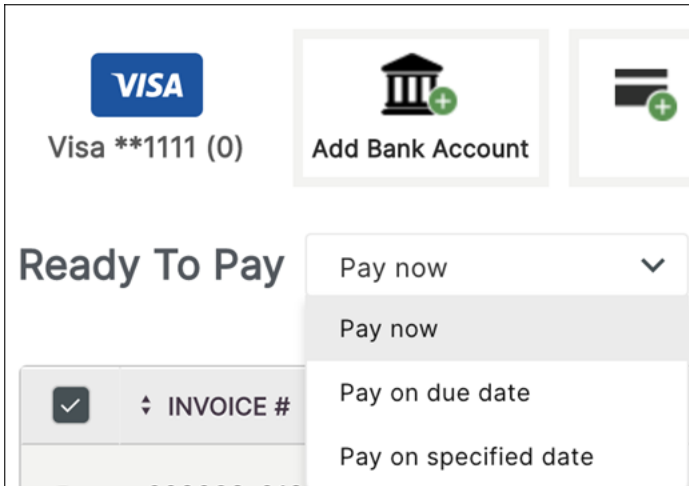 VISA
Visa **1111 (0)
Add Bank Account
Ready To Pay
Pay now
Pay now
Pay on due date
INVOICE #
Pay on specified date